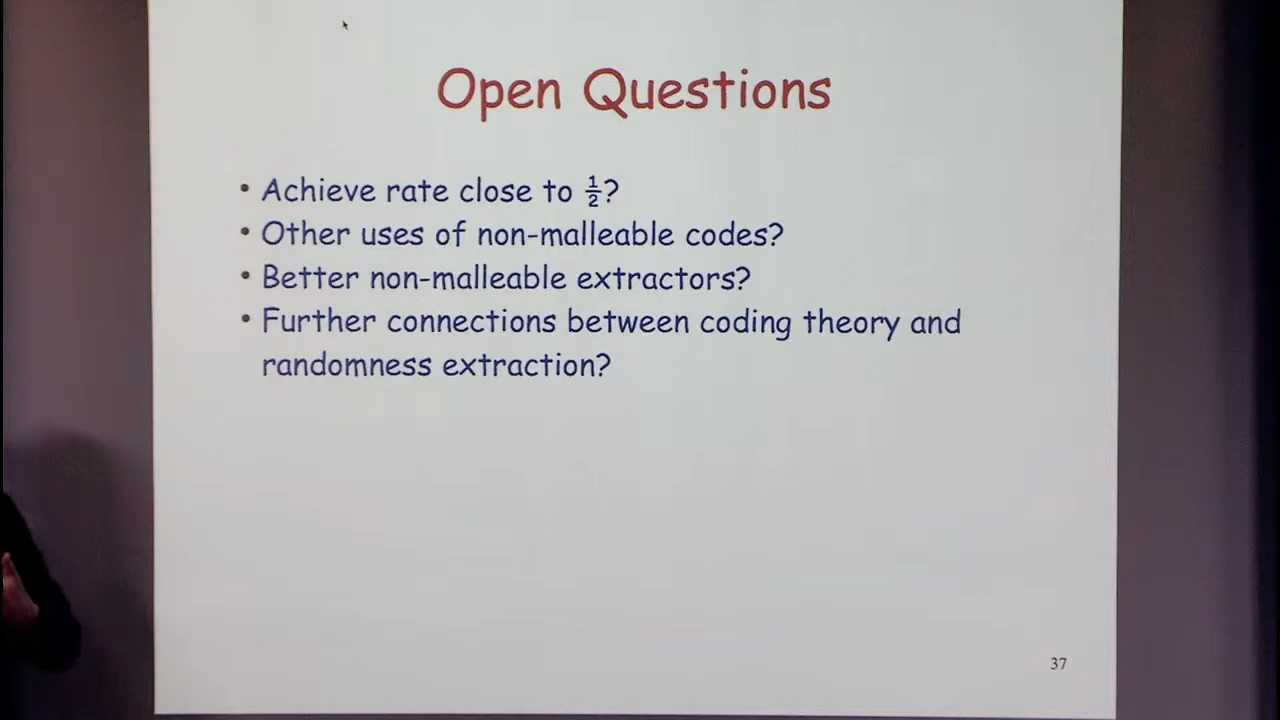 Open Questions
• Achieve rate close to ½?
• Other uses of non-malleable codes?
• Better non-malleable extractors?
• Further connections between coding theory and
randomness extraction?
37